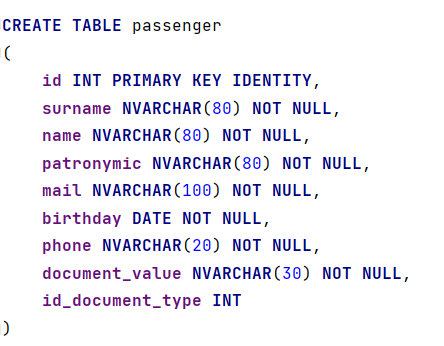 CREATE TABLE passenger
(
id INT PRIMARY KEY IDENTITY,
surname NVARCHAR(80) NOT NULL,
name NVARCHAR(80) NOT NULL,
patronymic NVARCHAR(80) NOT NULL,
mail NVARCHAR(100) NOT NULL,
birthday DATE NOT NULL,
phone NVARCHAR(20) NOT NULL,
document_value NVARCHAR(30) NOT NULL,
id_document_type INT
)